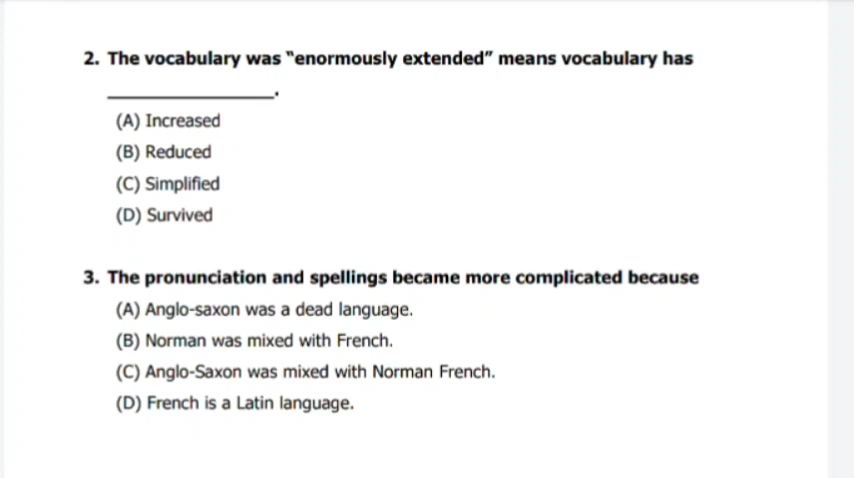 2. The vocabulary was "enormously extended" means vocabulary has
____________________.
(A) Increased
(B) Reduced
(C) Simplified
(D) Survived
3. The pronunciation and spellings became more complicated because
(A) Anglo-saxon was a dead language.
(B) Norman was mixed with French.
(C) Anglo-Saxon was mixed with Norman French.
(D) French is a Latin language.